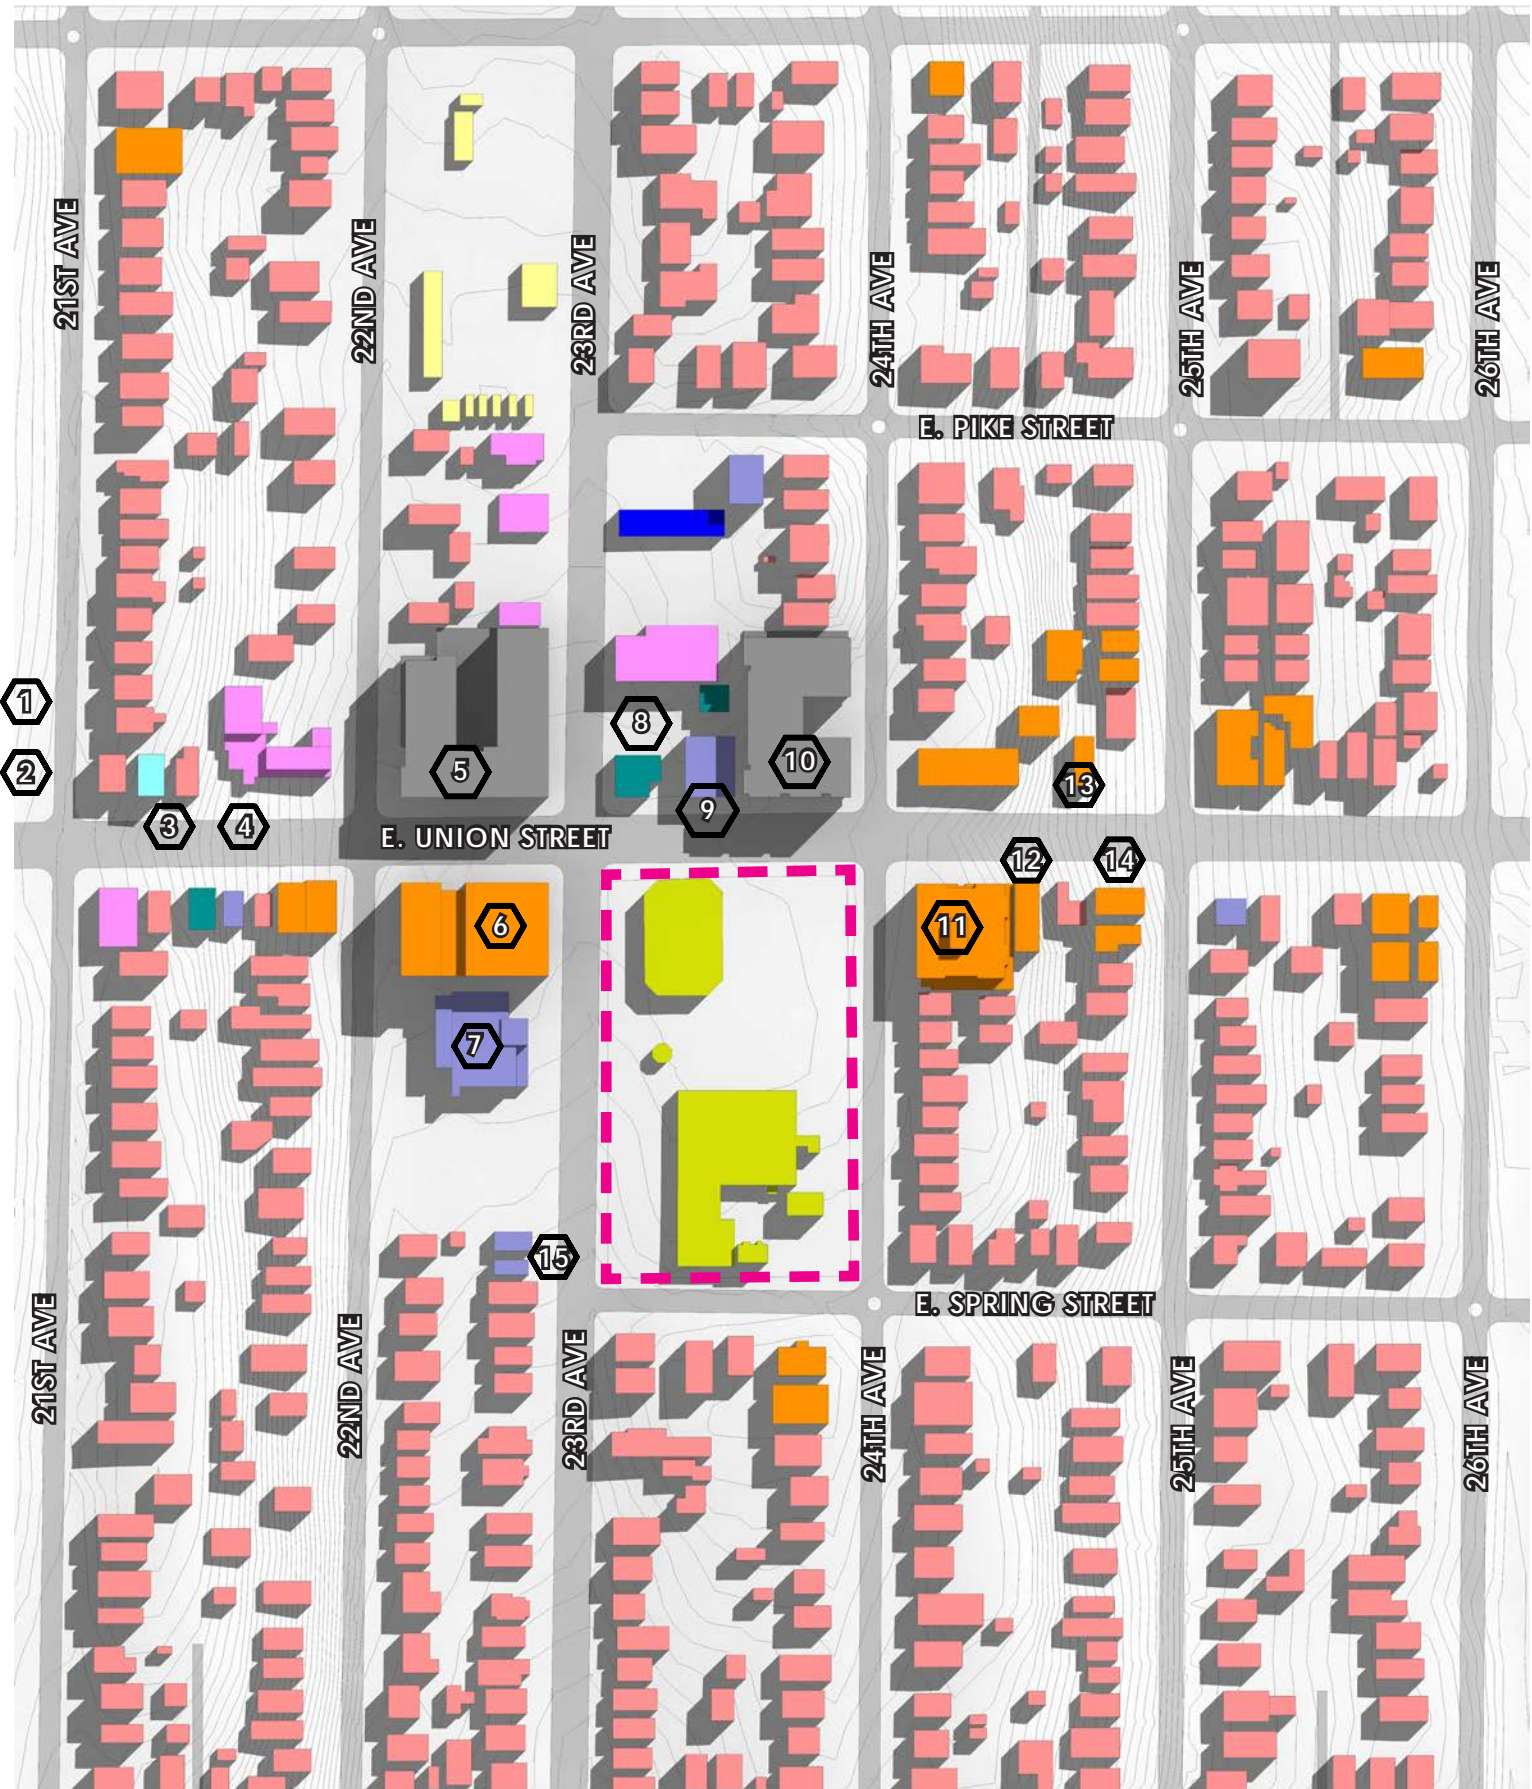 21ST AVE
22ND AVE
23RD AVE
24TH AVE
25TH AVE
26TH AVE
E. PIKE STREET
1
2
3
4
5
8
9
10
13
E. UNION STREET
12
14
6
11
7
15
E. SPRING STREET
21ST AVE
22ND AVE
23RD AVE
24TH AVE
25TH AVE
26TH AVE